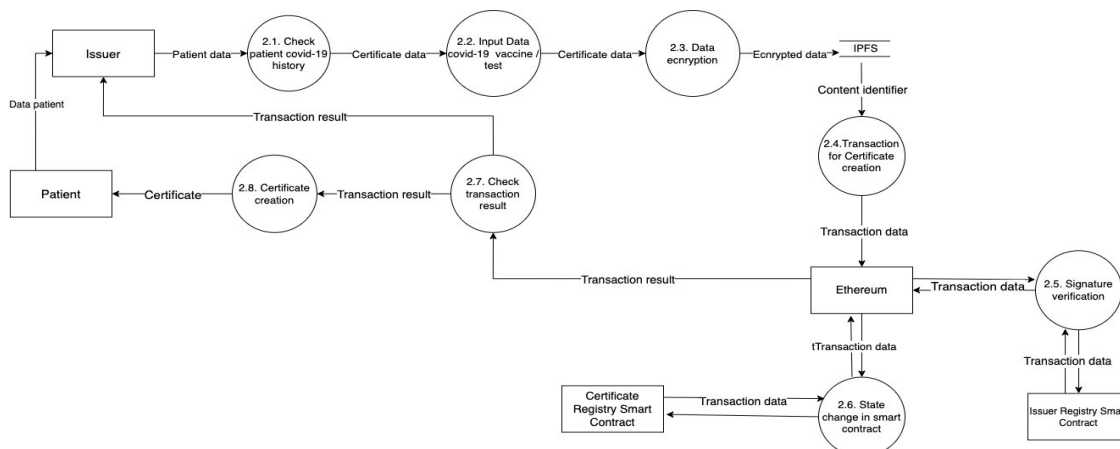 Issuer
Patient data
2.1. Check
patient covid-19
history
Certificate data
2.2. Input Data
covid-19 vaccine /
test
Certificate data
2.3. Data
ecnryption
Ecnrypted data
IPFS
Data patient
Content identifier
Transaction result
2.4.Transaction
for Certificate
creation
Patient
Certificate
2.8. Certificate
creation
Transaction result
2.7. Check
transaction
result
Transaction data
Transaction result
Ethereum
Transaction data
2.5. Signature
verification
tTransaction data
Transaction data
Certificate
Registry Smart
Contract
Transaction data
2.6. State
change in smart
contract
Issuer Registry Smar
Contract